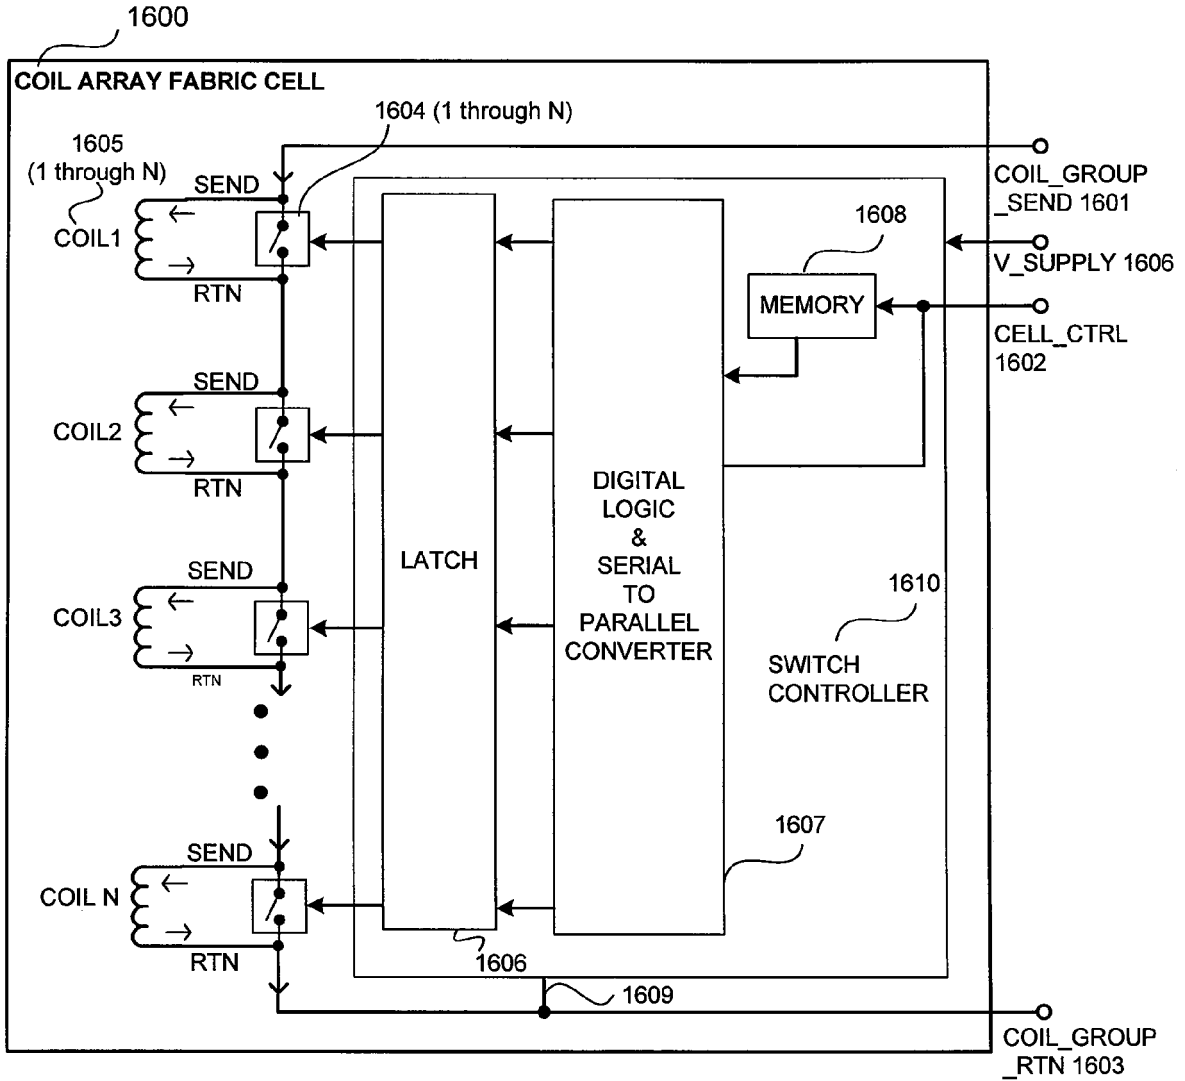 1600
COIL ARRAY FABRIC CELL
1604 (1 through N)
1605
(1 through N)
SEND
COIL1
RTN
COIL_GROUP
_SEND 1601
1608
V_SUPPLY 1606
MEMORY
CELL_CTRL
1602
SEND
COIL2
RTN
DIGITAL
LOGIC
&
SERIAL
TO
PARALLEL
CONVERTER
LATCH
SEND
COIL3
RTN
1610
SWITCH
CONTROLLER
1607
SEND
COIL N
RTN
1606
1609
COIL_GROUP
_RTN 1603